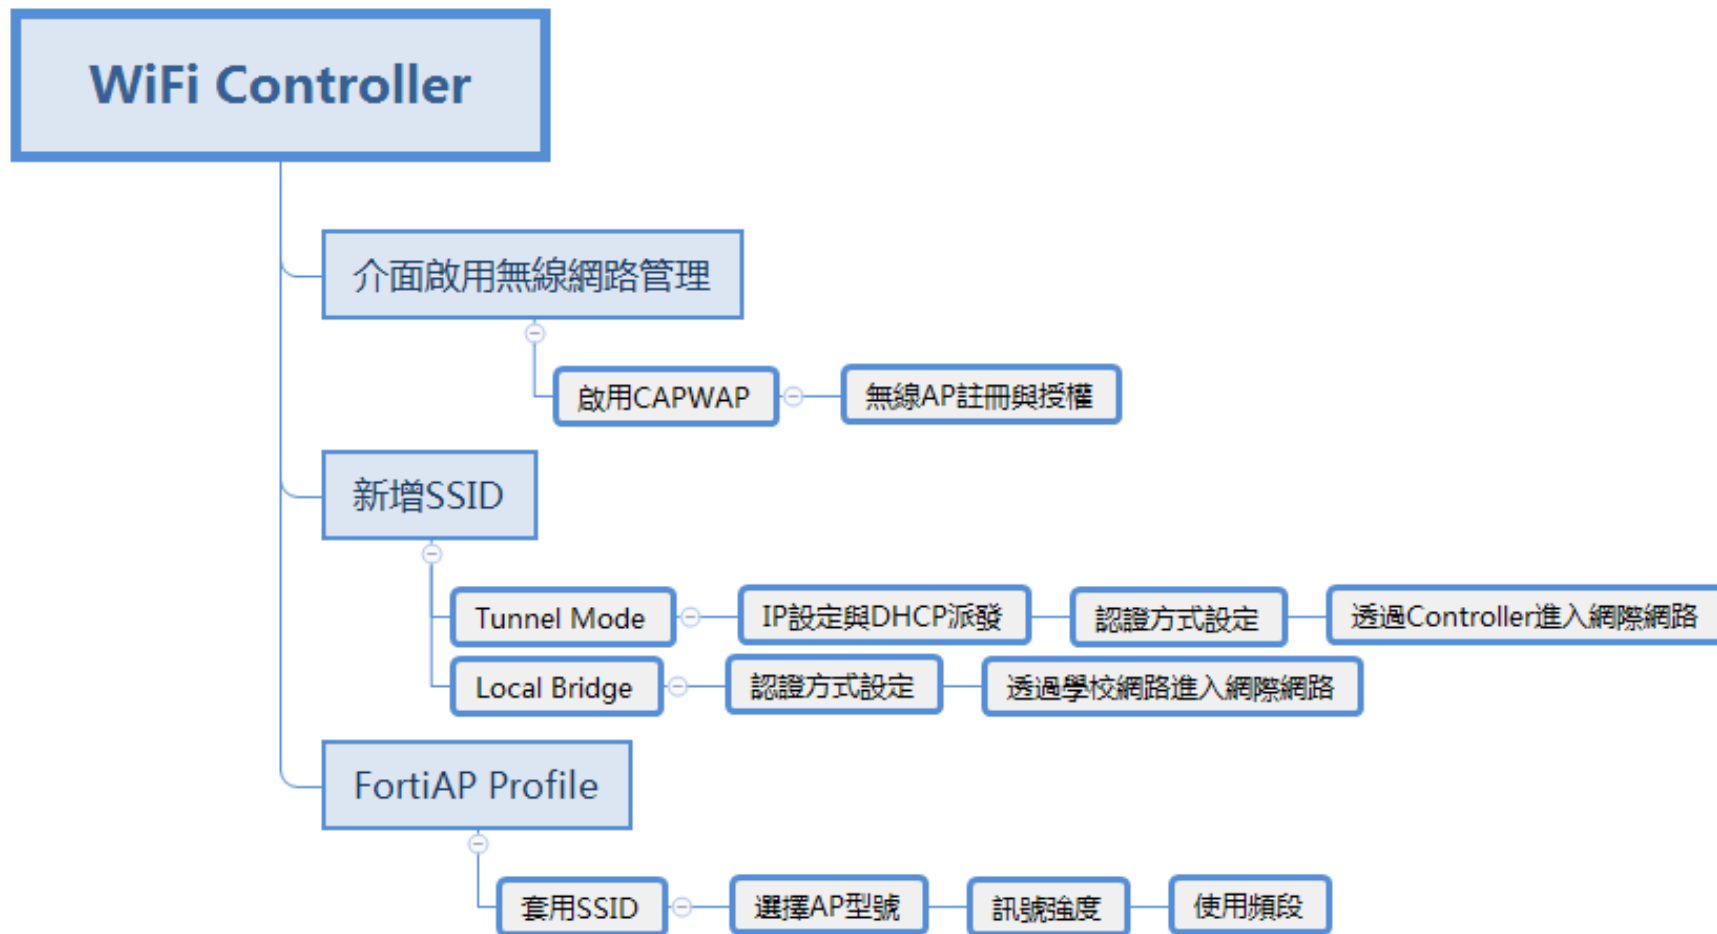 WiFi Controller
介面啟用無線網路管理
啟用CAPWAP
無線AP註冊與授權
新增SSID
Tunnel Mode
IP設定與DHCP派發
認證方式設定
透過Controller進入網際網路
Local Bridge
認證方式設定
透過學校網路進入網際網路
FortiAP Profile
套用SSID
選擇AP型號
訊號強度
使用頻段